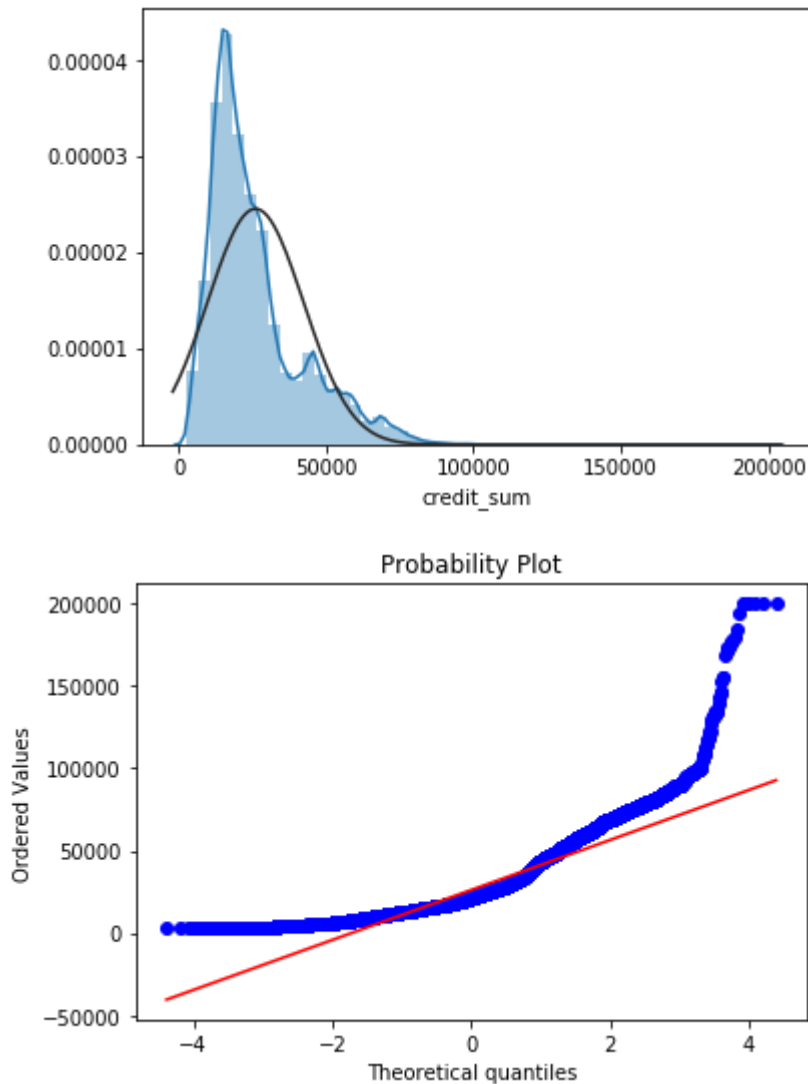 0.00004
0.00003
0.00002
0.00001
0.00000
0 50000 100000 150000 200000
credit_sum
Probability Plot
200000
150000
100000
50000
0
−50000
Ordered Values
−4 −2 0 2 4
Theoretical quantiles